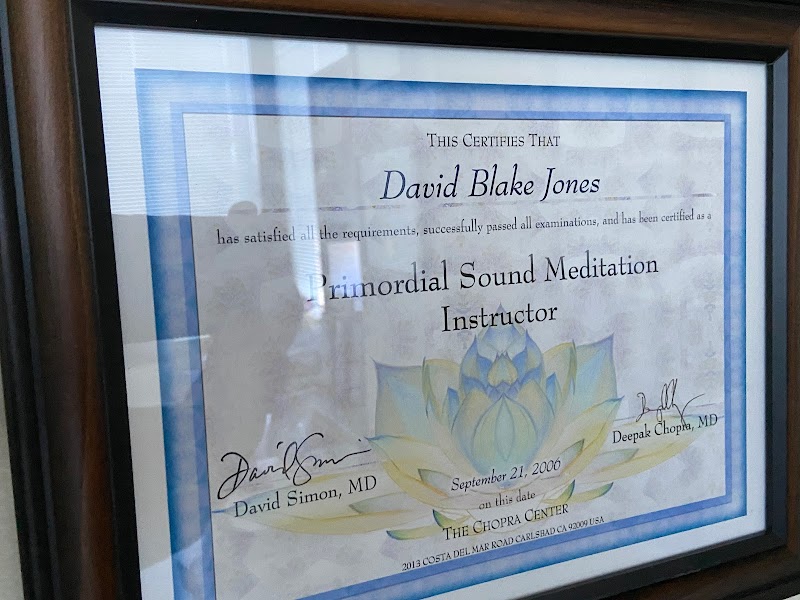 THIS CERTIFIES THAT
David Blake Jones
has satisfied all the requirements, successfully passed all examinations, and has been certified as a
Primordial Sound Meditation
Instructor
David Simon
David Simon, MD
Deepak Chopra, MD
September 21, 2006
on this date
THE CHOPRA CENTER
2013 COSTA DEL MAR ROAD CARLSBAD CA 92009 USA